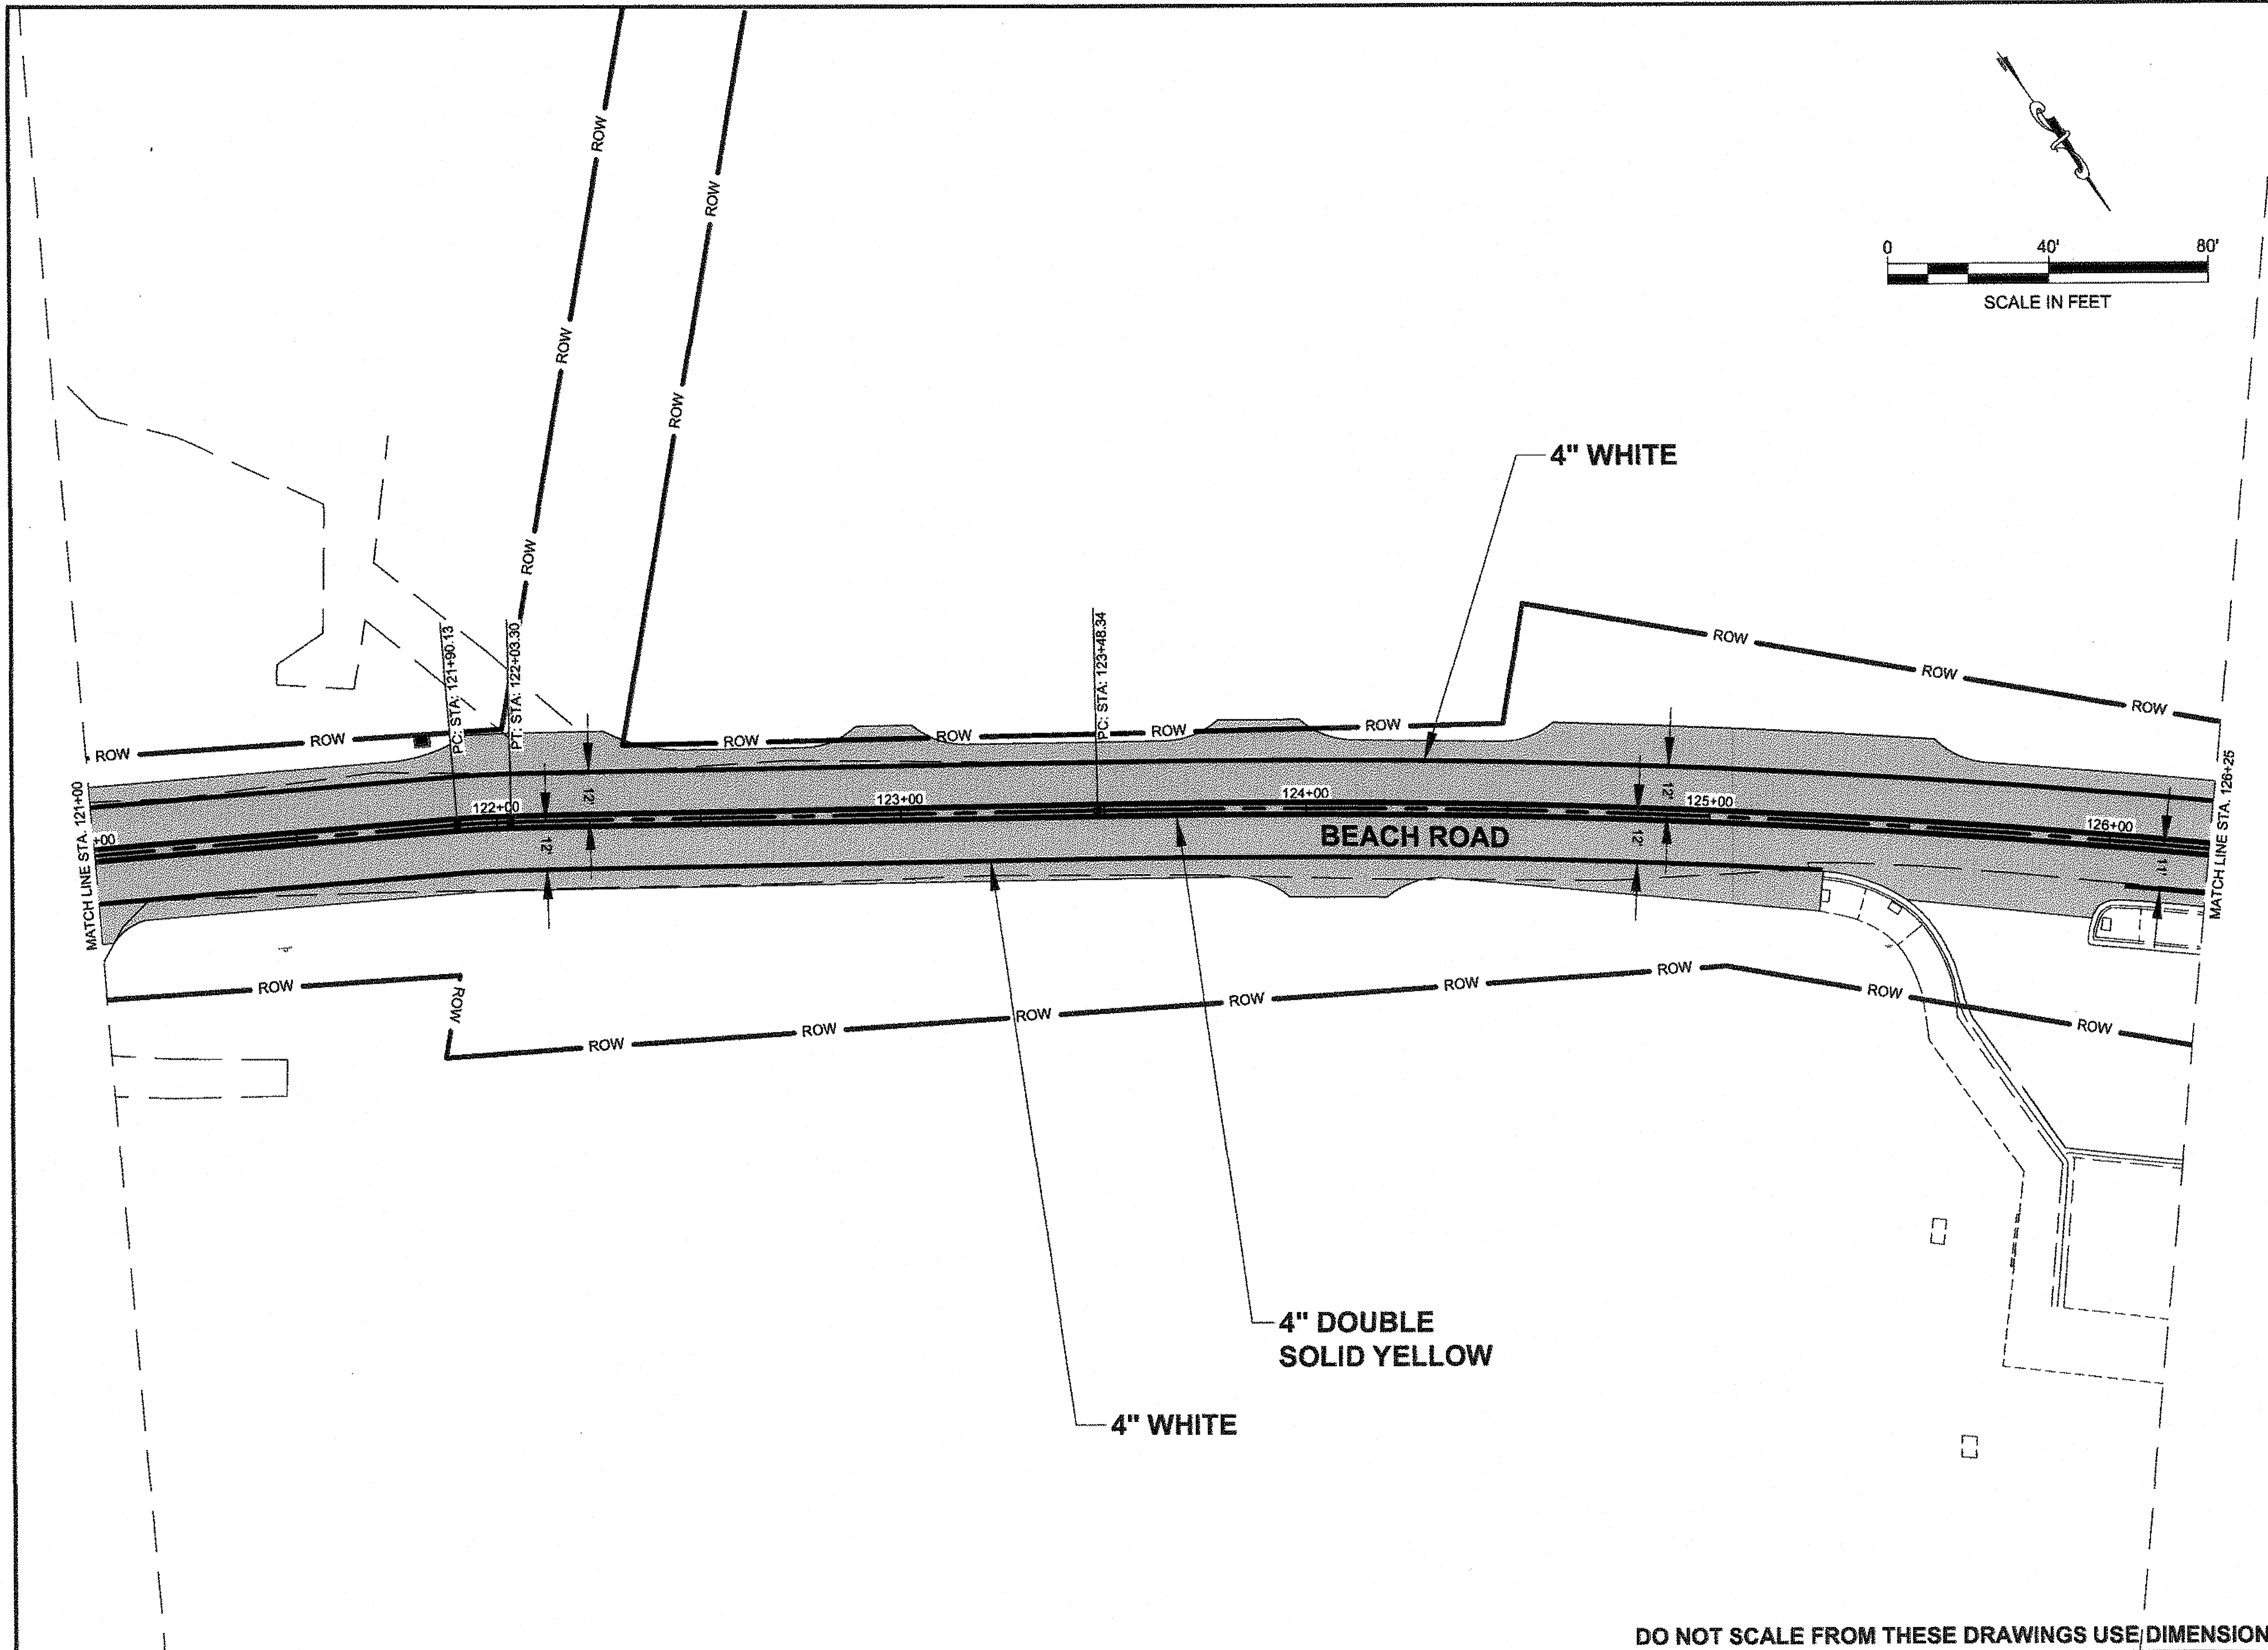 ROW
ROW
ROW
ROW
ROW
ROW
0 40' 80'
SCALE IN FEET
4" WHITE
PC: STA: 121+90.13
PT: STA: 122+03.30
PC: STA: 123+48.34
ROW
ROW
ROW
ROW
ROW
ROW
ROW
ROW
ROW
ROW
MATCH LINE STA. 121+00
MATCH LINE STA. 126+25
+00
122+00
123+00
124+00
125+00
126+00
12'
12'
12'
12'
11'
BEACH ROAD
ROW
ROW
ROW
ROW
ROW
ROW
ROW
ROW
ROW
ROW
4" DOUBLE
SOLID YELLOW
4" WHITE
DO NOT SCALE FROM THESE DRAWINGS USE DIMENSION